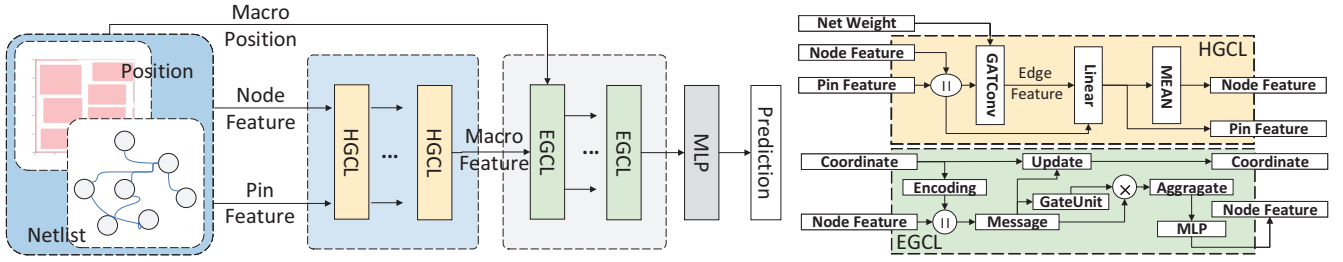 Macro
Position
Position
Netlist
Node
Feature
Pin
Feature
HGCL
...
HGCL
Macro
Feature
EGCL
...
EGCL
MLP
Prediction
Net Weight
Node Feature
Pin Feature
||
GATConv
Edge
Feature
Linear
MEAN
HGCL
Node Feature
Pin Feature
Coordinate
Update
Coordinate
Encoding
GateUnit
×
Aggragate
Node Feature
Node Feature
||
Message
MLP
EGCL